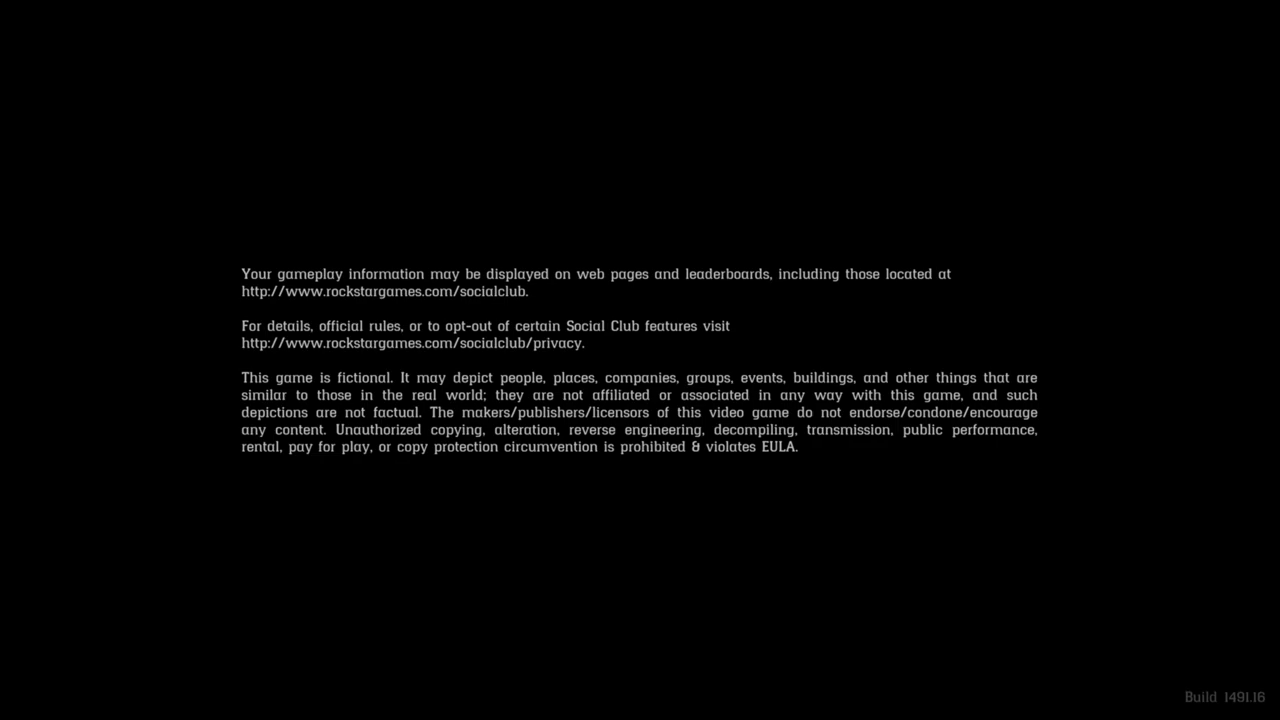 Your gameplay information may be displayed on web pages and leaderboards, including those located at
http://www.rockstargames.com/socialclub.
For details, official rules, or to opt-out of certain Social Club features visit
http://www.rockstargames.com/socialclub/privacy.
This game is fictional. It may depict people, places, companies, groups, events, buildings, and other things that are
similar to those in the real world; they are not affiliated or associated in any way with this game, and such
depictions are not factual. The makers/publishers/licensors of this video game do not endorse/condone/encourage
any content. Unauthorized copying, alteration, reverse engineering, decompiling, transmission, public performance,
rental, pay for play, or copy protection circumvention is prohibited & violates EULA.
Build 1491.16